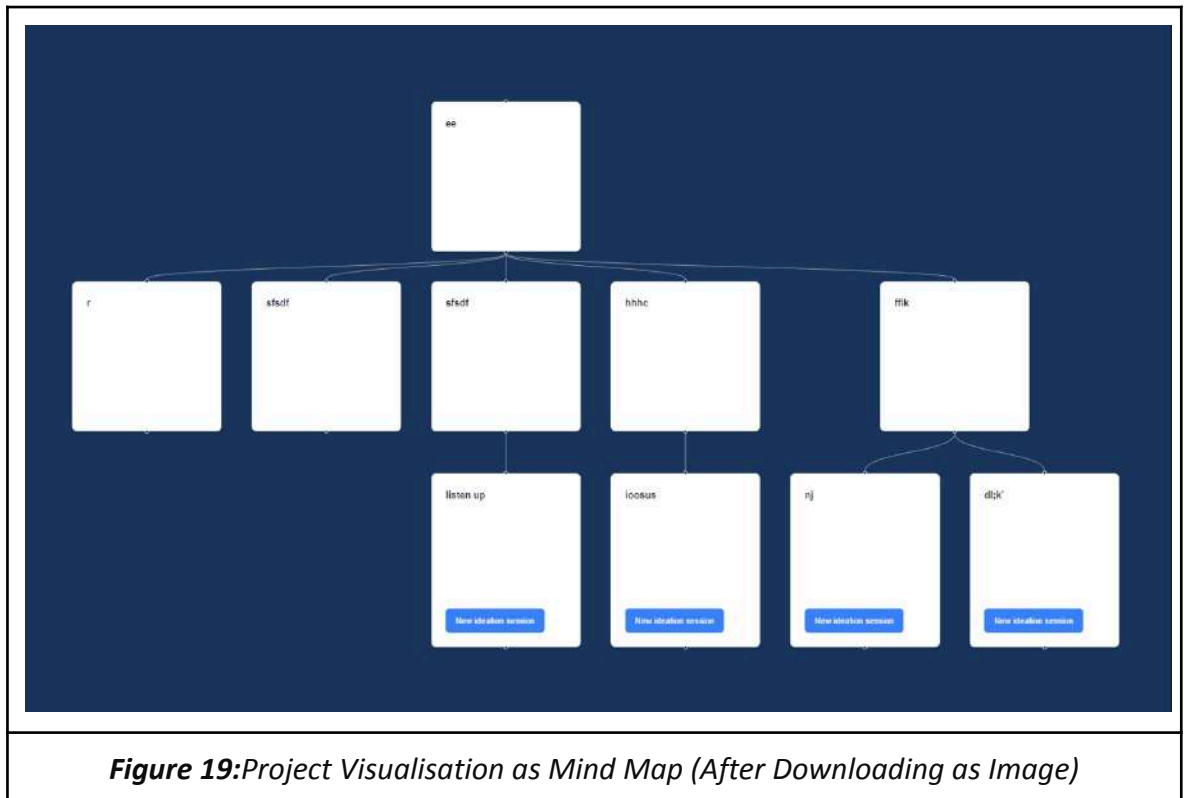 ee
r
sfsdf
sfsdf
hhhc
ffik
listen up
ioosus
nj
dl;k'
New ideation session
New ideation session
New ideation session
New ideation session
Figure 19:Project Visualisation as Mind Map (After Downloading as Image)